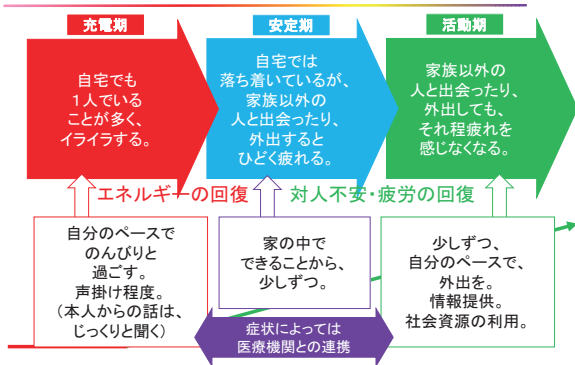 充電期
安定期
活動期
自宅でも
1人でいる
ことが多く、
イライラする。
自宅では
落ち着いているが、
家族以外の
人と出会ったり、
外出すると
ひどく疲れる。
家族以外の
人と出会ったり、
外出しても、
それ程疲れを
感じなくなる。
エネルギーの回復
対人不安・疲労の回復
自分のペースで
のんびりと
過ごす。
声掛け程度。
(本人からの話は、
じっくりと聞く)
家の中で
できることから、
少しずつ。
少しずつ、
自分のペースで、
外出を。
情報提供。
社会資源の利用。
症状によっては
医療機関との連携